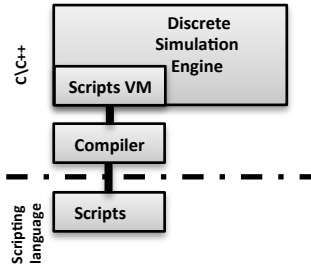 C\C++
Discrete
Simulation
Engine
Scripts VM
Compiler
Scripting
language
Scripts